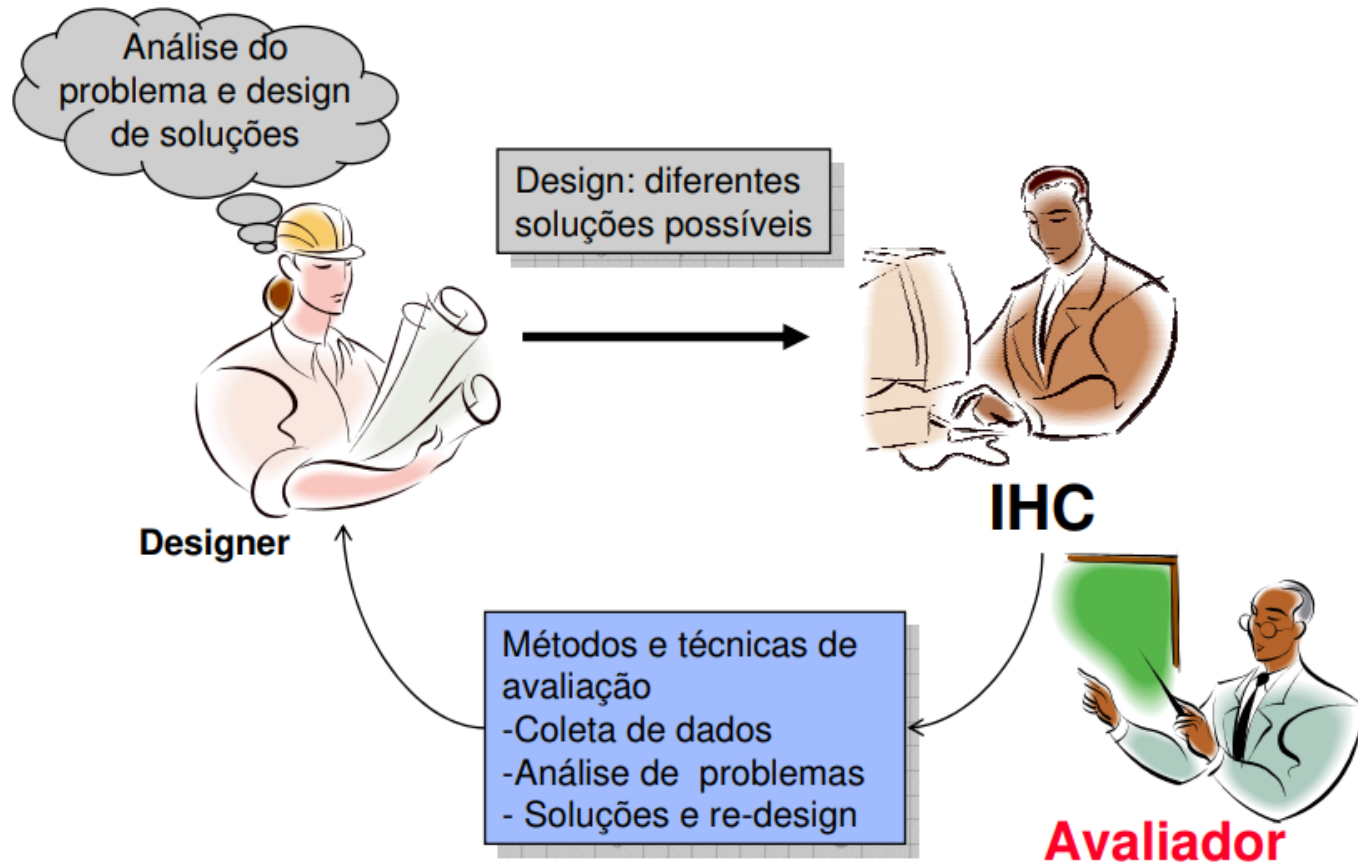 Análise do
problema e design
de soluções
Design: diferentes
soluções possíveis
Designer
IHC
Métodos e técnicas de
avaliação
-Coleta de dados
-Análise de problemas
- Soluções e re-design
Avaliador